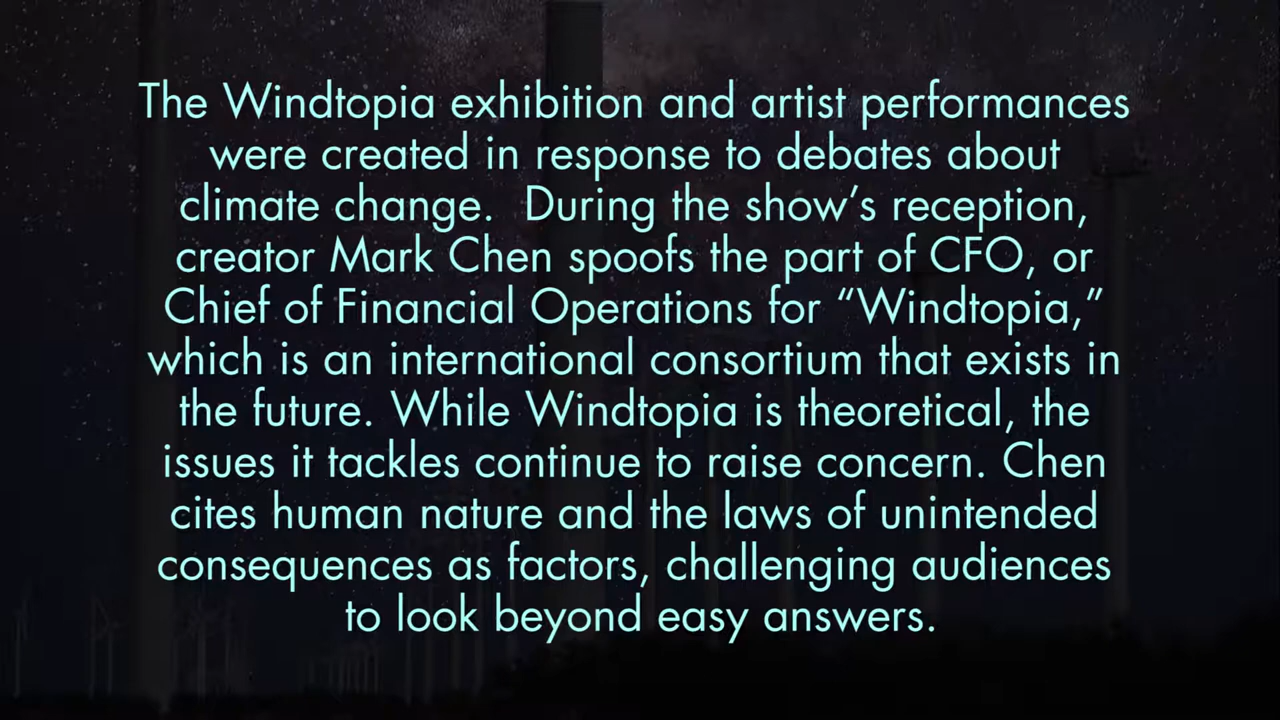 The Windtopia exhibition and artist performances
were created in response to debates about
climate change.  During the show’s reception,
creator Mark Chen spoofs the part of CFO, or
Chief of Financial Operations for “Windtopia,”
which is an international consortium that exists in
the future. While Windtopia is theoretical, the
issues it tackles continue to raise concern. Chen
cites human nature and the laws of unintended
consequences as factors, challenging audiences
to look beyond easy answers.